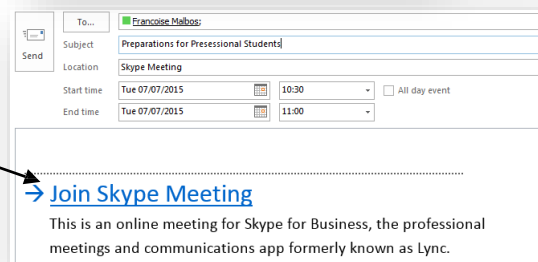 To... Francoise Malbos;
Send
Subject Preparations for Presessional Students
Location Skype Meeting
Start time Tue 07/07/2015 10:30 All day event
End time Tue 07/07/2015 11:00
→ Join Skype Meeting
This is an online meeting for Skype for Business, the professional
meetings and communications app formerly known as Lync.